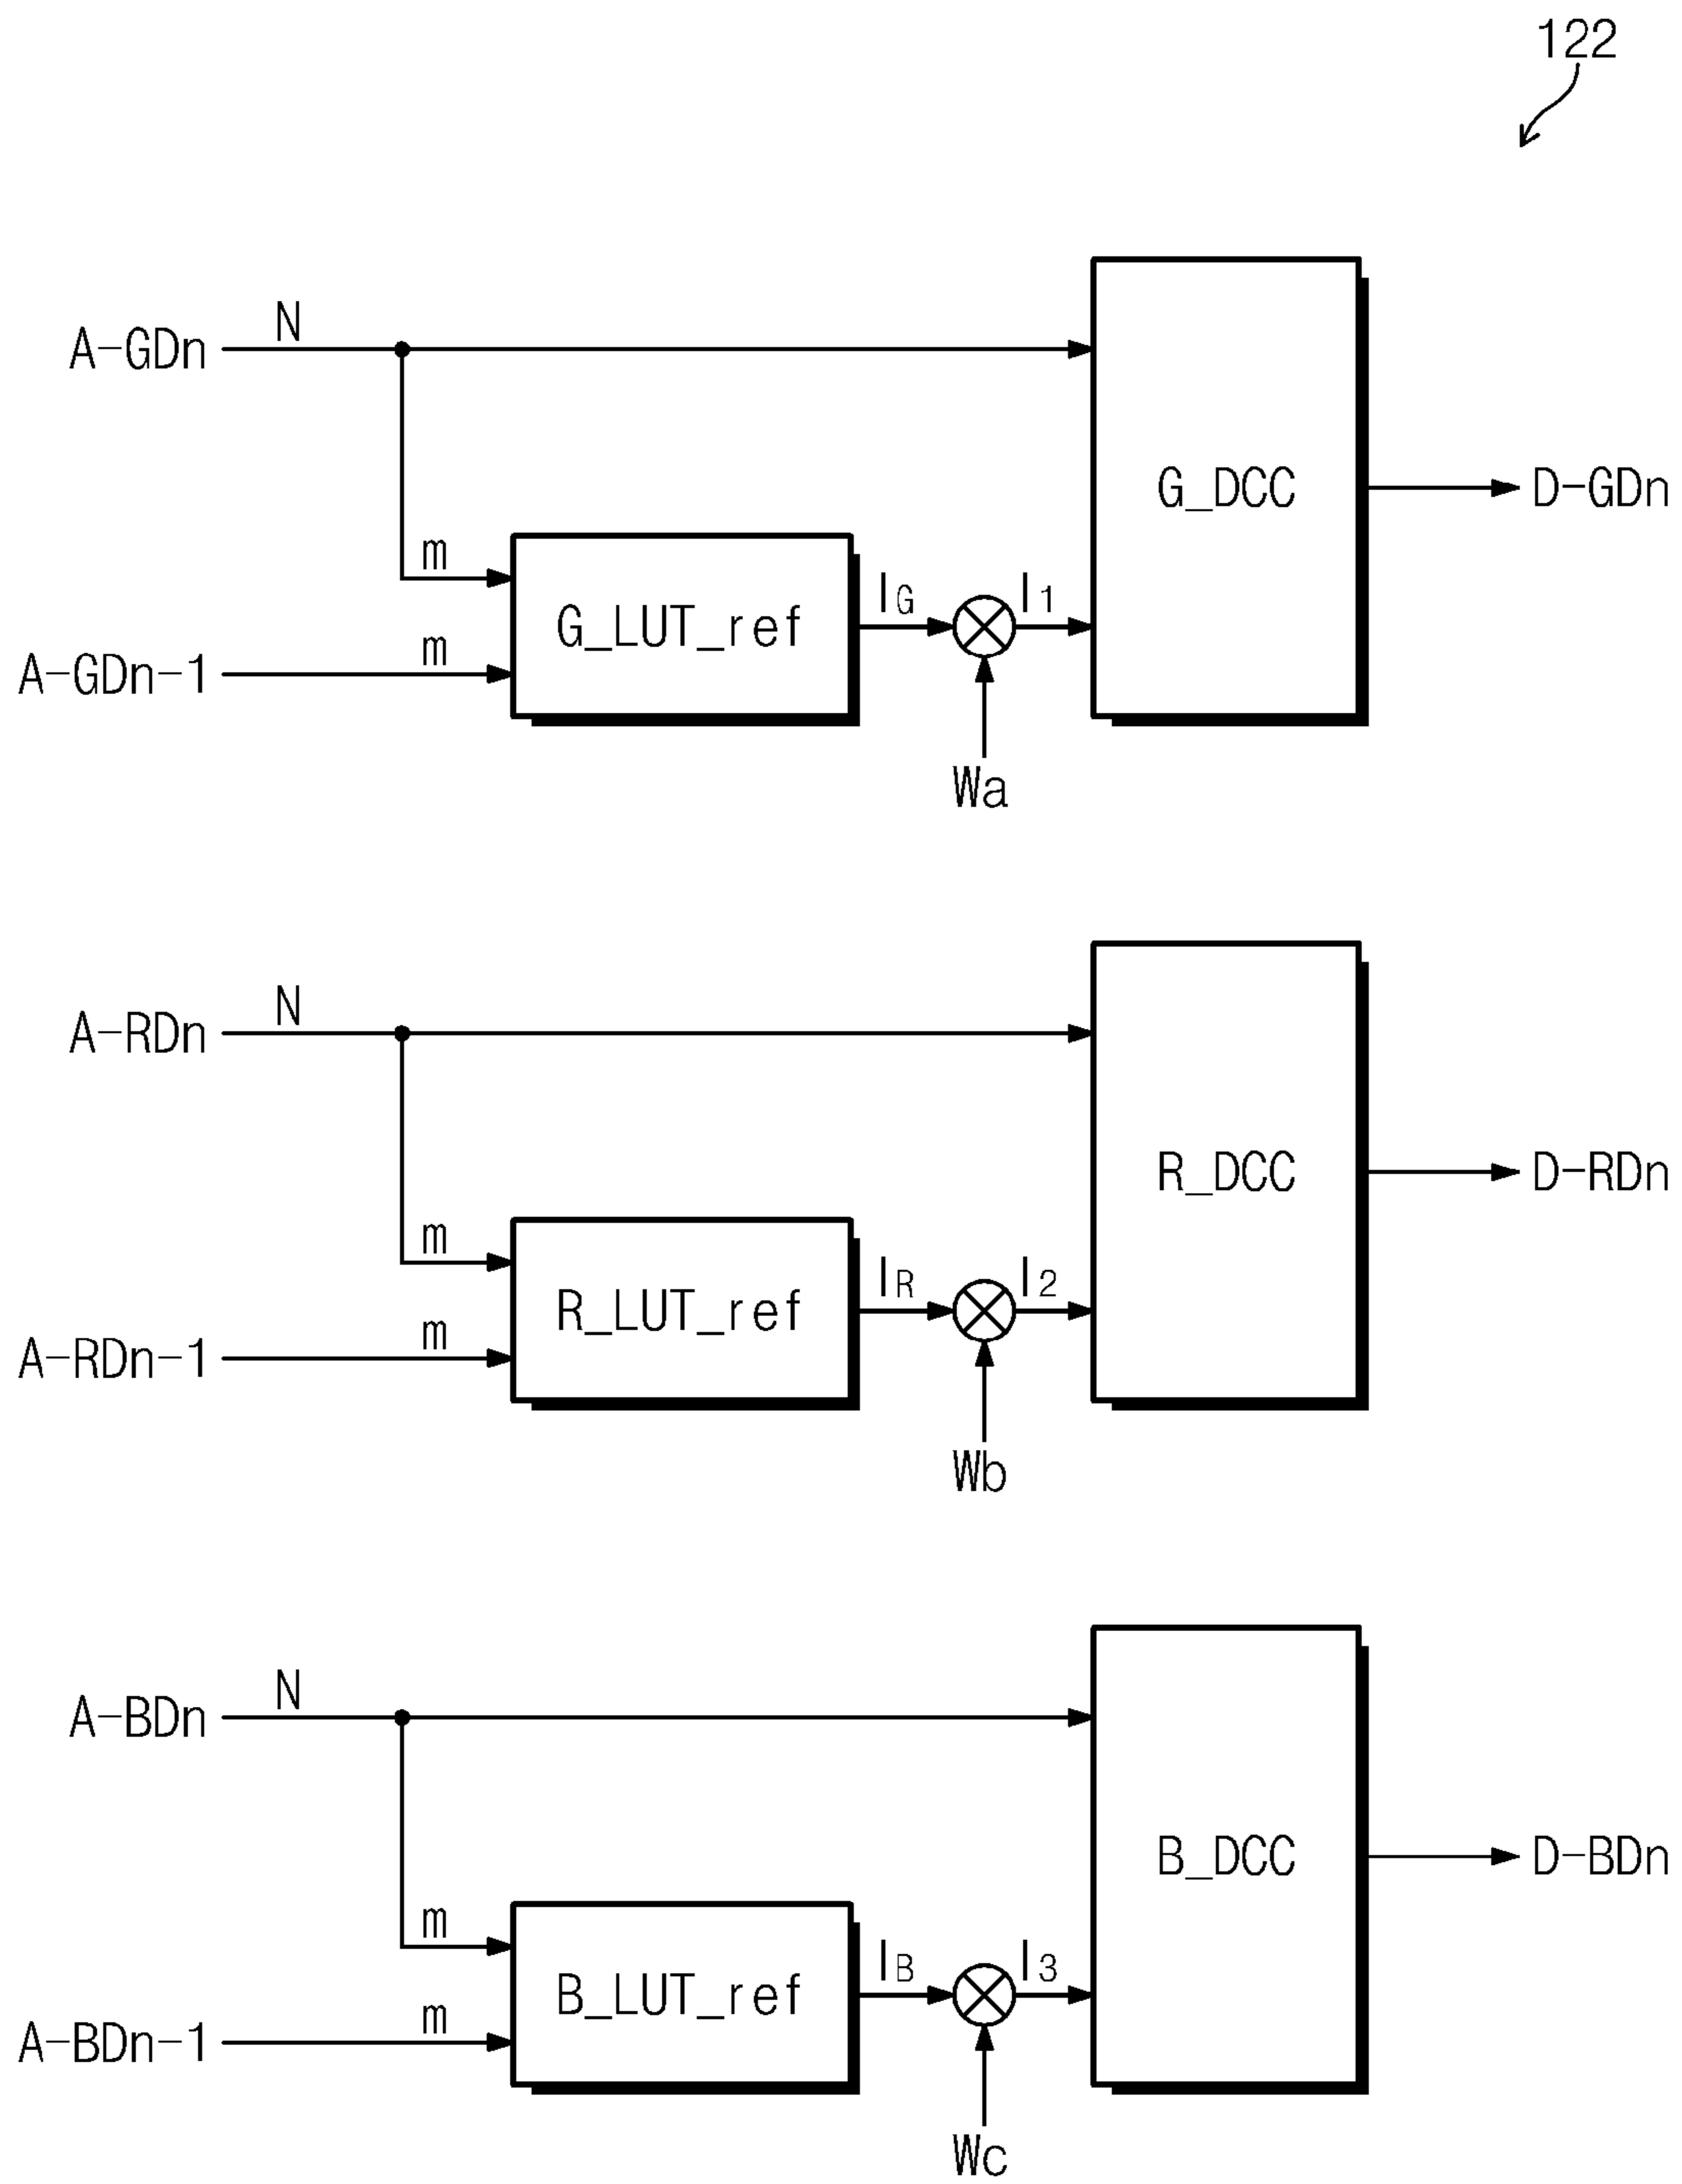 122
N
A-GDn
G_DCC
D-GDn
m
IG
I1
G_LUT_ref
m
A-GDn-1
Wa
N
A-RDn
R_DCC
D-RDn
m
IR
I2
R_LUT_ref
m
A-RDn-1
Wb
N
A-BDn
B_DCC
D-BDn
m
IB
I3
B_LUT_ref
m
A-BDn-1
Wc